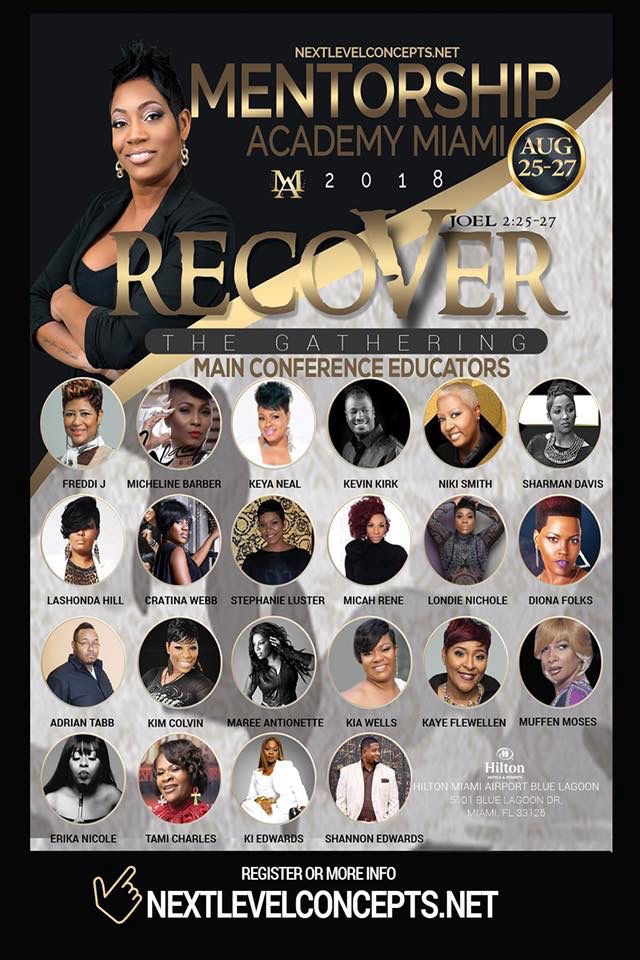 NEXTLEVELCONCEPTS.NET
MENTORSHIP
ACADEMY MIAMI
AUG
25-27
MA 2018
JOEL 2:25-27
RECOVER
THE GATHERING
MAIN CONFERENCE EDUCATORS
FREDDI J MICHELINE BARBER KEYA NEAL KEVIN KIRK NIKI SMITH SHARMAN DAVIS
LASHONDA HILL CRATINA WEBB STEPHANIE LUSTER MICAH RENE LONDIE NICHOLE DIONA FOLKS
ADRIAN TABB KIM COLVIN MAREE ANTIONETTE KIA WELLS KAYE FLEWELLEN MUFFEN MOSES
Hilton
HOTELS & RESORTS
HILTON MIAMI AIRPORT BLUE LAGOON
5101 BLUE LAGOON DR,
MIAMI, FL 33126
ERIKA NICOLE TAMI CHARLES KI EDWARDS SHANNON EDWARDS
REGISTER OR MORE INFO
NEXTLEVELCONCEPTS.NET